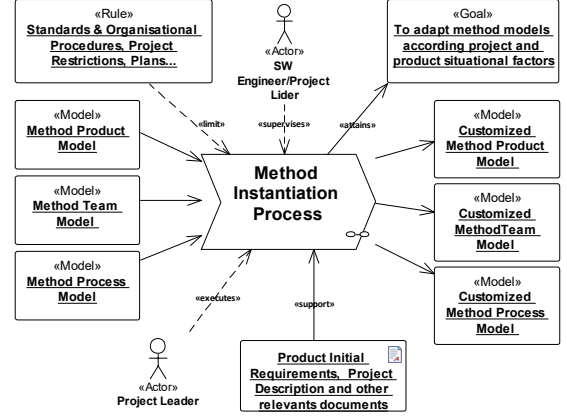 «Rule»
Standards & Organisational
Procedures, Project
Restrictions, Plans...
«Actor»
SW
Engineer/Project
Lider
«Goal»
To adapt method models
according project and
product situational factors
«limit»
«supervises»
«attains»
«Model»
Method Product
Model
«Model»
Method Team
Model
«Model»
Method Process
Model
Method
Instantiation
Process
«Model»
Customized
Method Product
Model
«Model»
Customized
MethodTeam
Model
«Model»
Customized
Method Process
Model
«executes»
«support»
«Actor»
Project Leader
Product Initial
Requirements, Project
Description and other
relevants documents